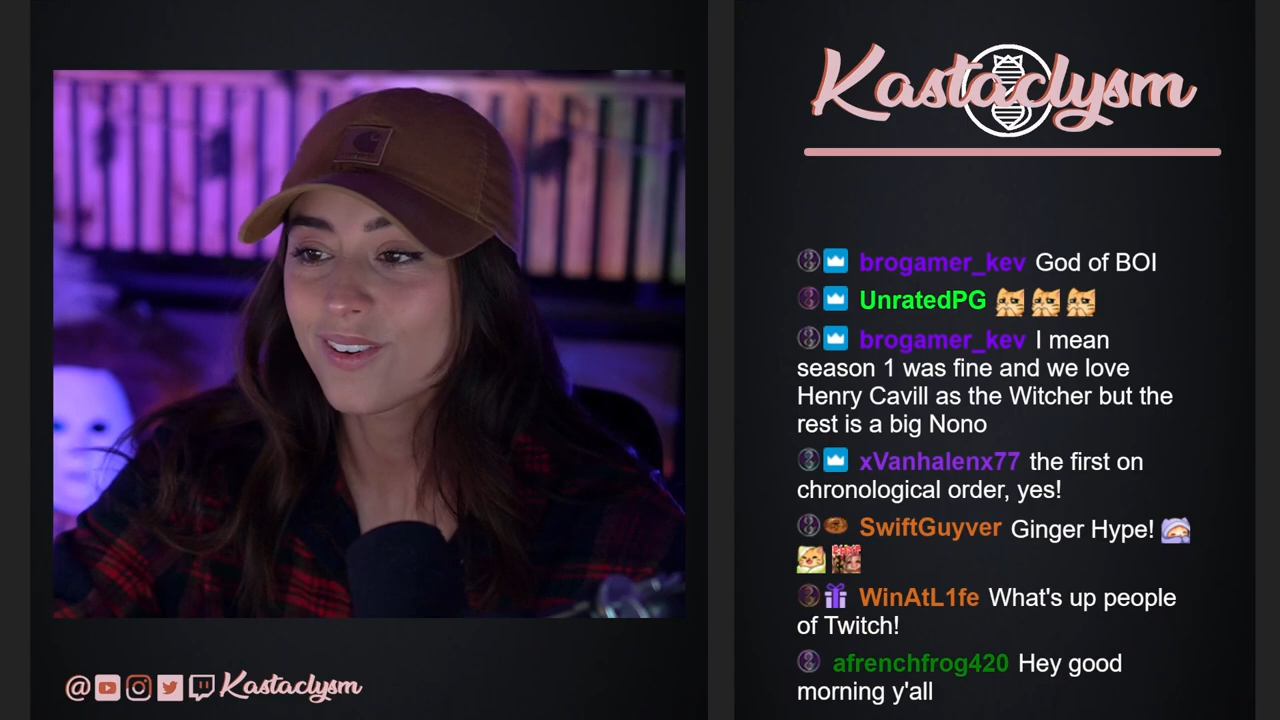 Kastaclysm
brogamer_kev God of BOI
UnratedPG
brogamer_kev I mean
season 1 was fine and we love
Henry Cavill as the Witcher but the
rest is a big Nono
xVanhalenx77 the first on
chronological order, yes!
SwiftGuyver Ginger Hype!
WinAtL1fe What's up people
of Twitch!
afrenchfrog420 Hey good
morning y'all
@ Kastaclysm